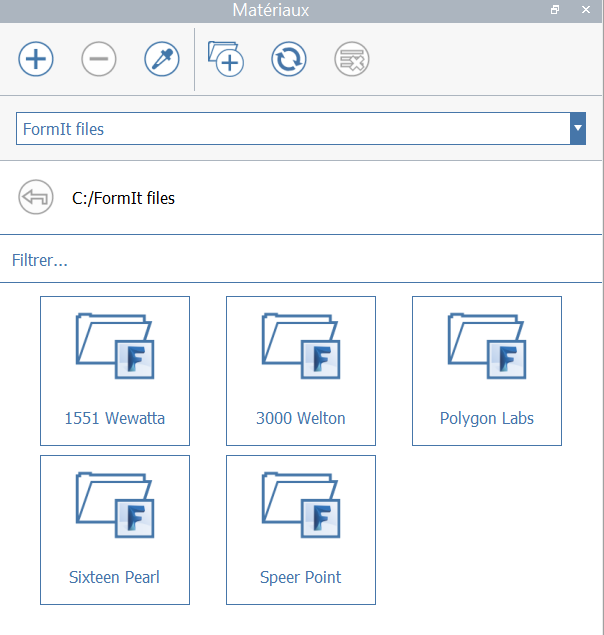 Matériaux
FormIt files
C:/FormIt files
Filtrer...
F F F
1551 Wewatta 3000 Welton Polygon Labs
F F
Sixteen Pearl Speer Point